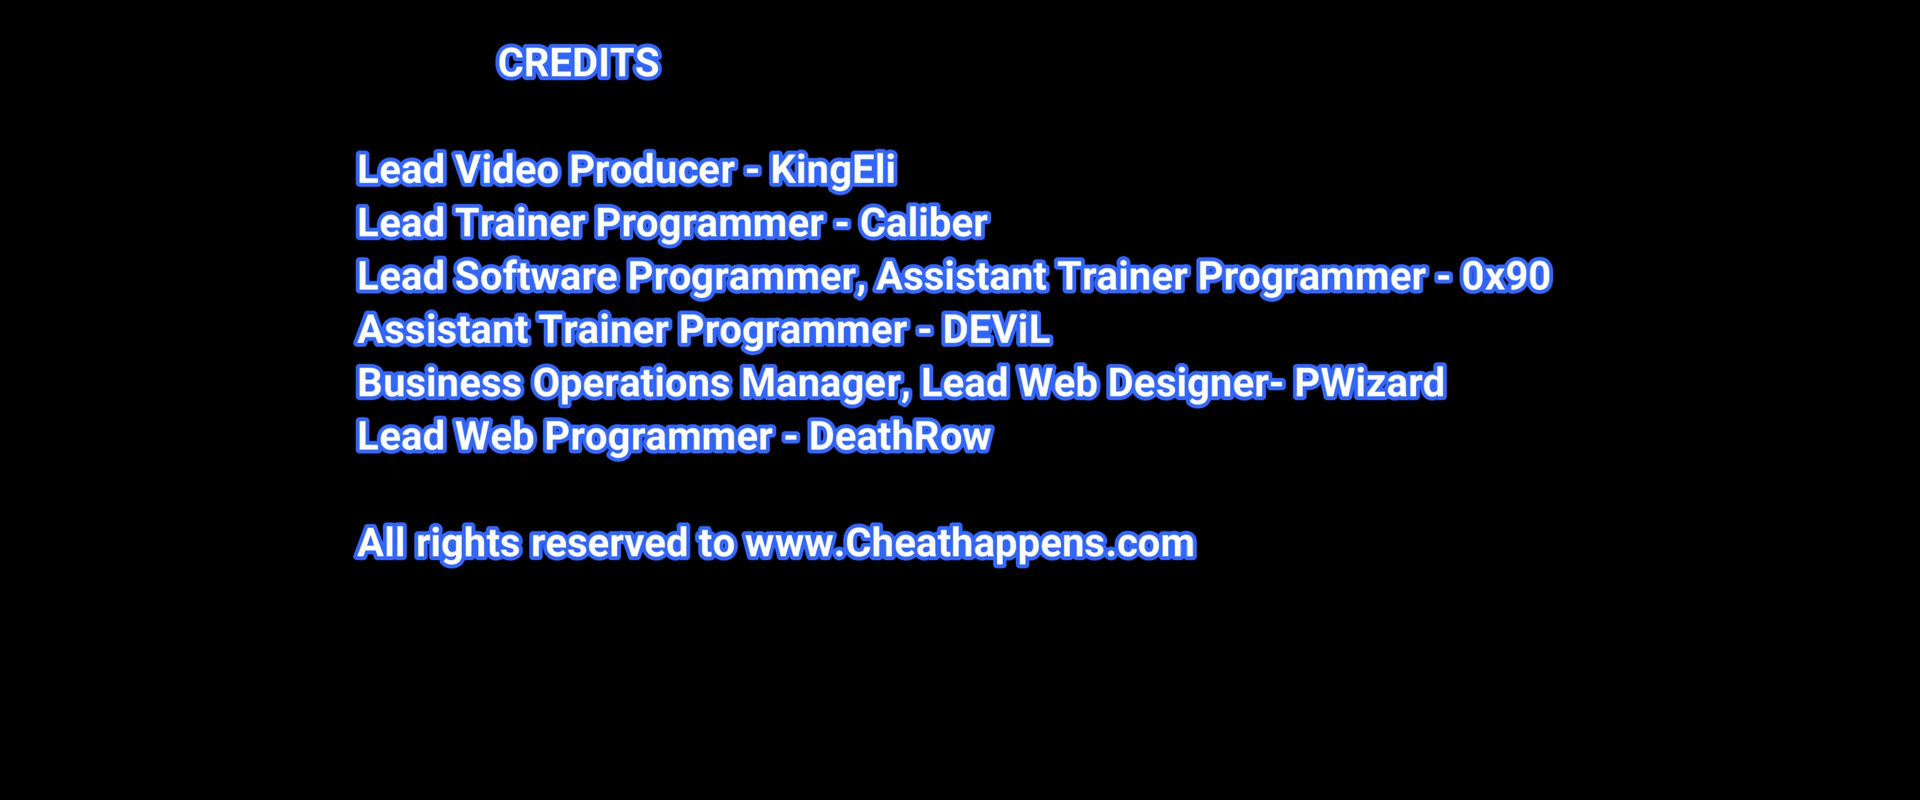 CREDITS
Lead Video Producer - KingEli
Lead Trainer Programmer - Caliber
Lead Software Programmer, Assistant Trainer Programmer - 0x90
Assistant Trainer Programmer - DEViL
Business Operations Manager, Lead Web Designer- PWizard
Lead Web Programmer - DeathRow
All rights reserved to www.Cheathappens.com